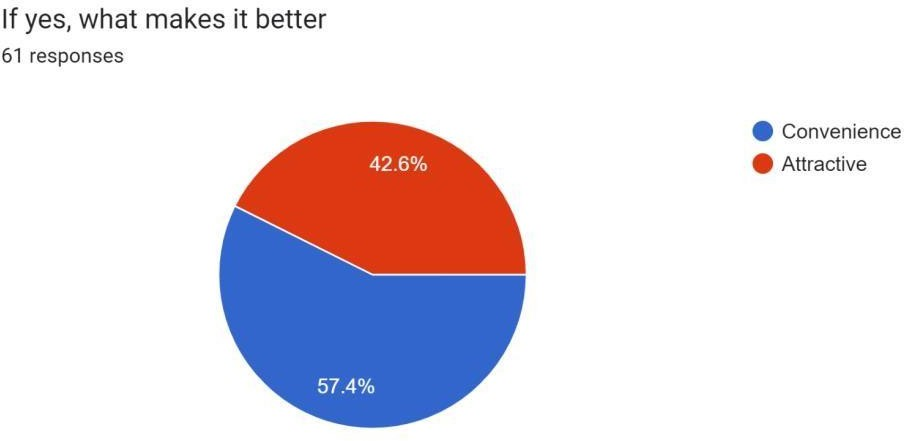 If yes, what makes it better
61 responses
Convenience
Attractive
42.6%
57.4%